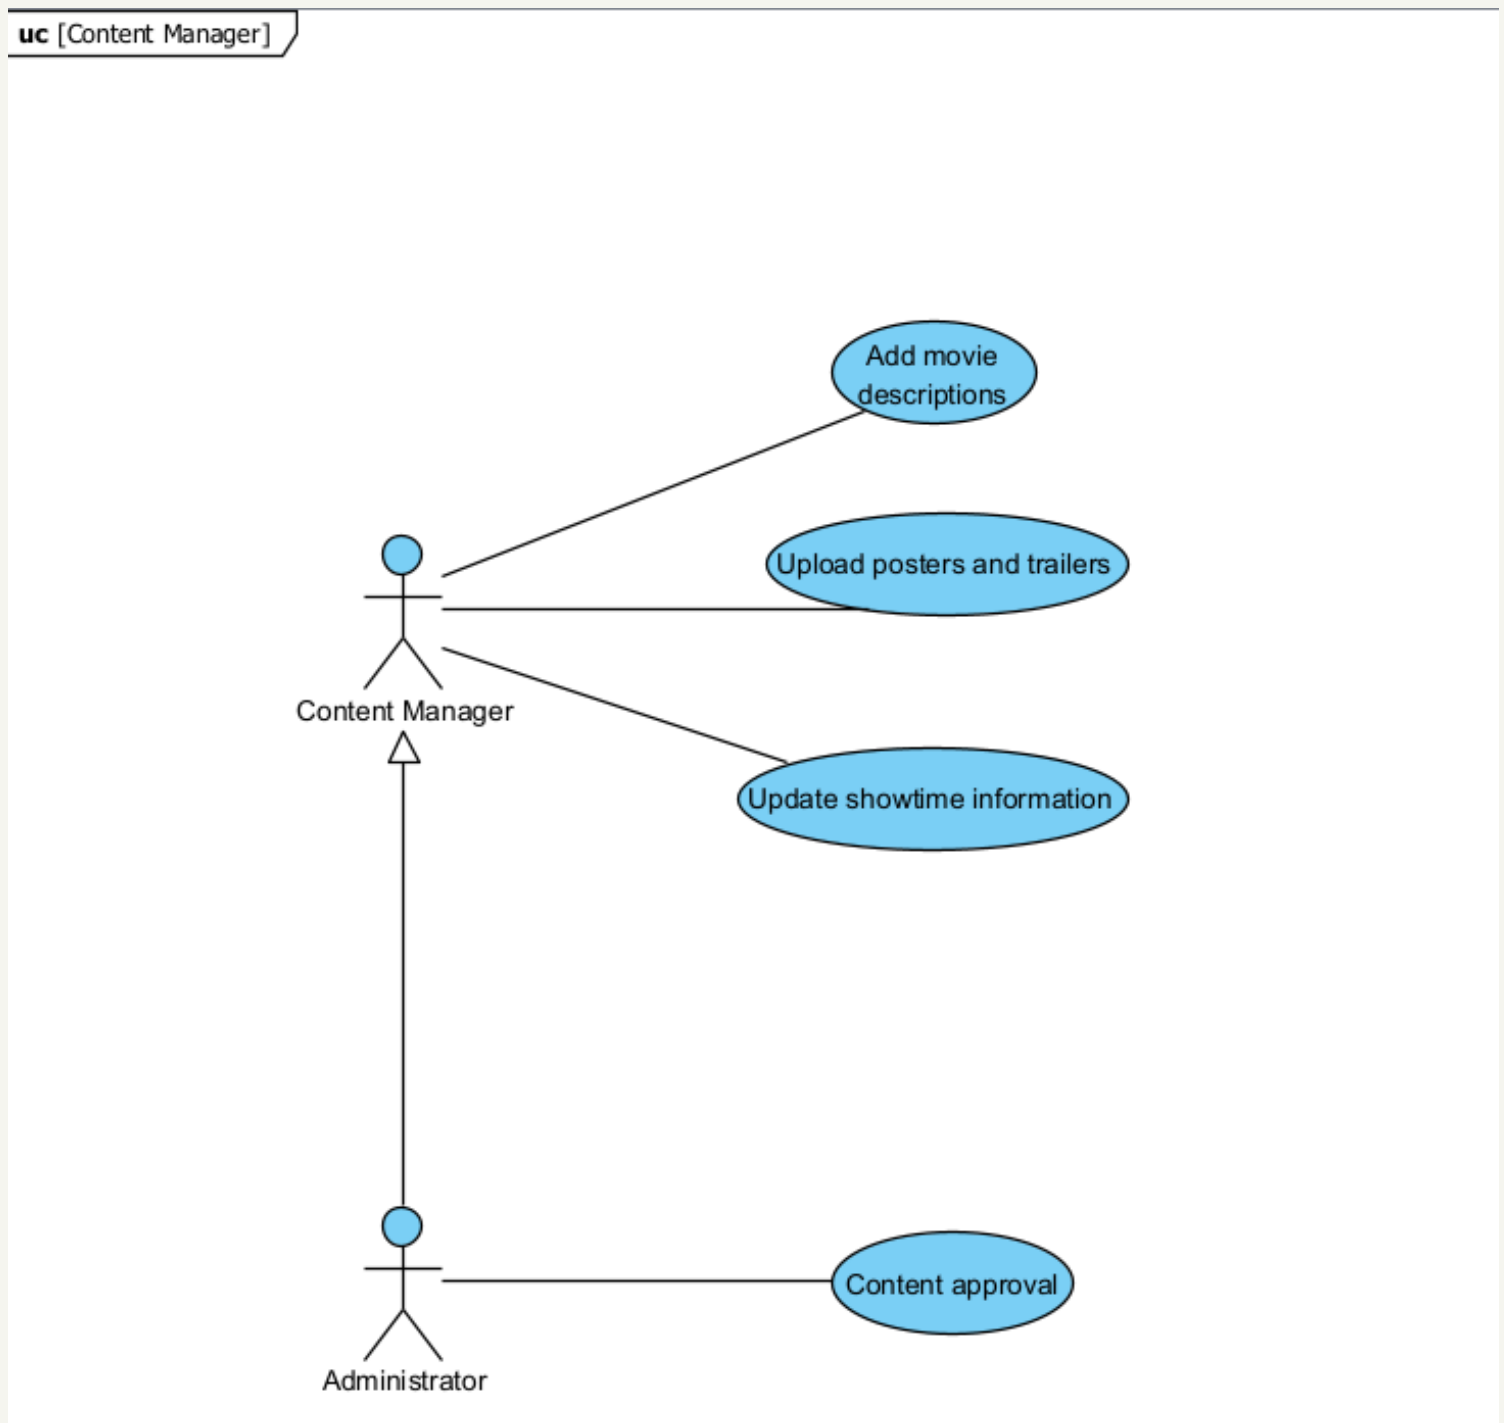 uc [Content Manager]
Add movie
descriptions
Upload posters and trailers
Content Manager
Update showtime information
Content approval
Administrator